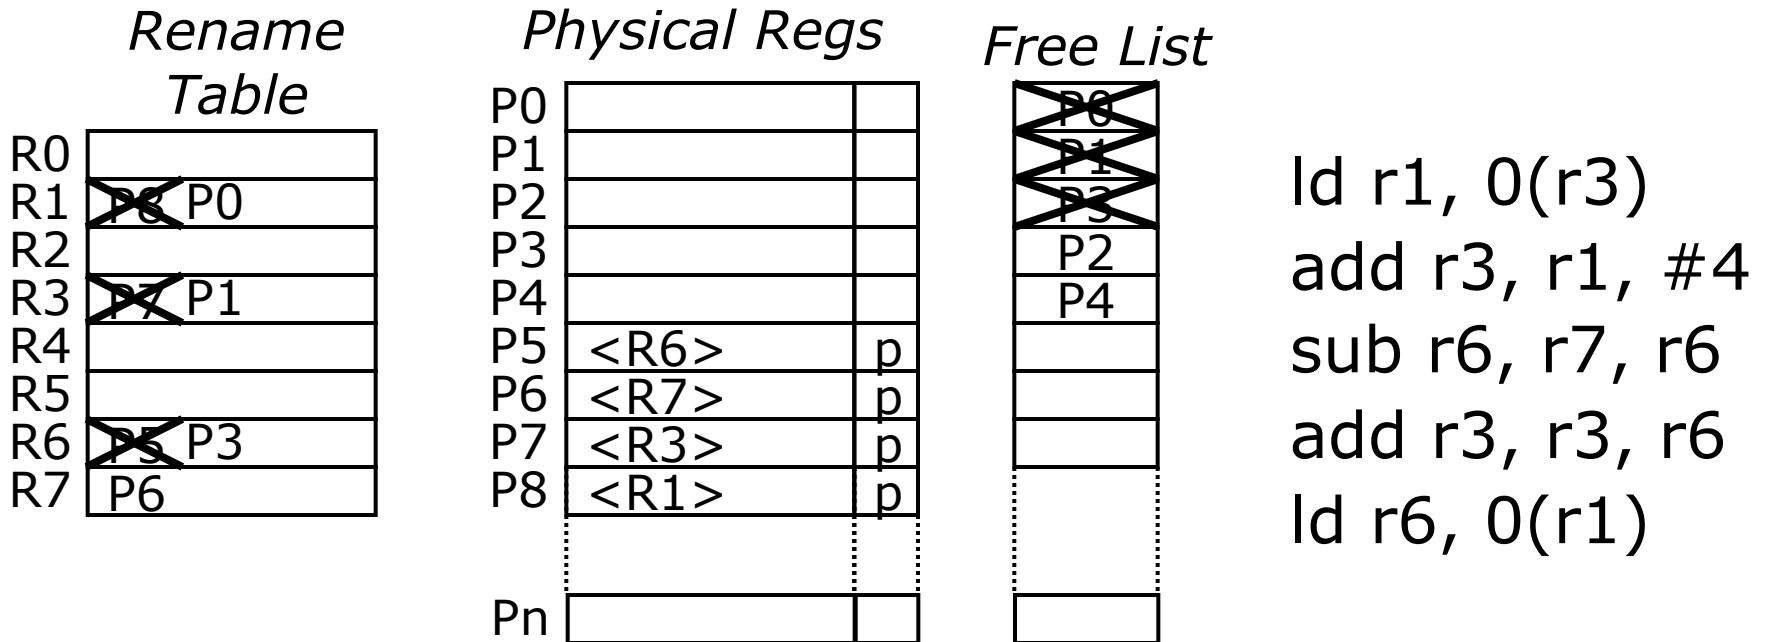 Rename
Table
R0
R1 P8 P0
R2
R3 P7 P1
R4
R5
R6 P5 P3
R7 P6
Physical Regs
P0
P1
P2
P3
P4
P5 <R6> p
P6 <R7> p
P7 <R3> p
P8 <R1> p
Pn
Free List
P0
P1
P3
P2
P4
ld r1, 0(r3)
add r3, r1, #4
sub r6, r7, r6
add r3, r3, r6
ld r6, 0(r1)